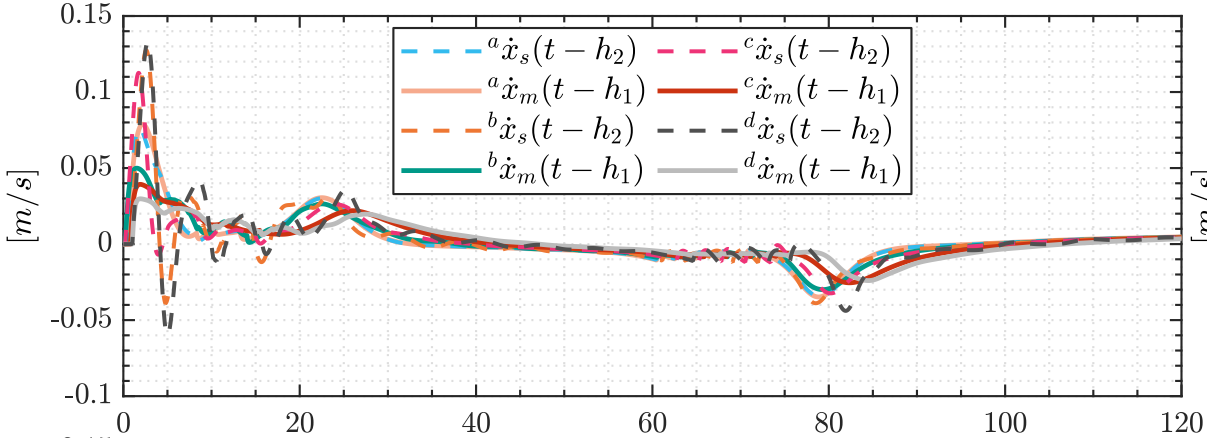 0.15
0.1
0.05
0
-0.05
-0.1
[m/s]
ᵃẋₛ(t − h₂)
ᶜẋₛ(t − h₂)
ᵃẋₘ(t − h₁)
ᶜẋₘ(t − h₁)
ᵇẋₛ(t − h₂)
ᵈẋₛ(t − h₂)
ᵇẋₘ(t − h₁)
ᵈẋₘ(t − h₁)
0 20 40 60 80 100 120